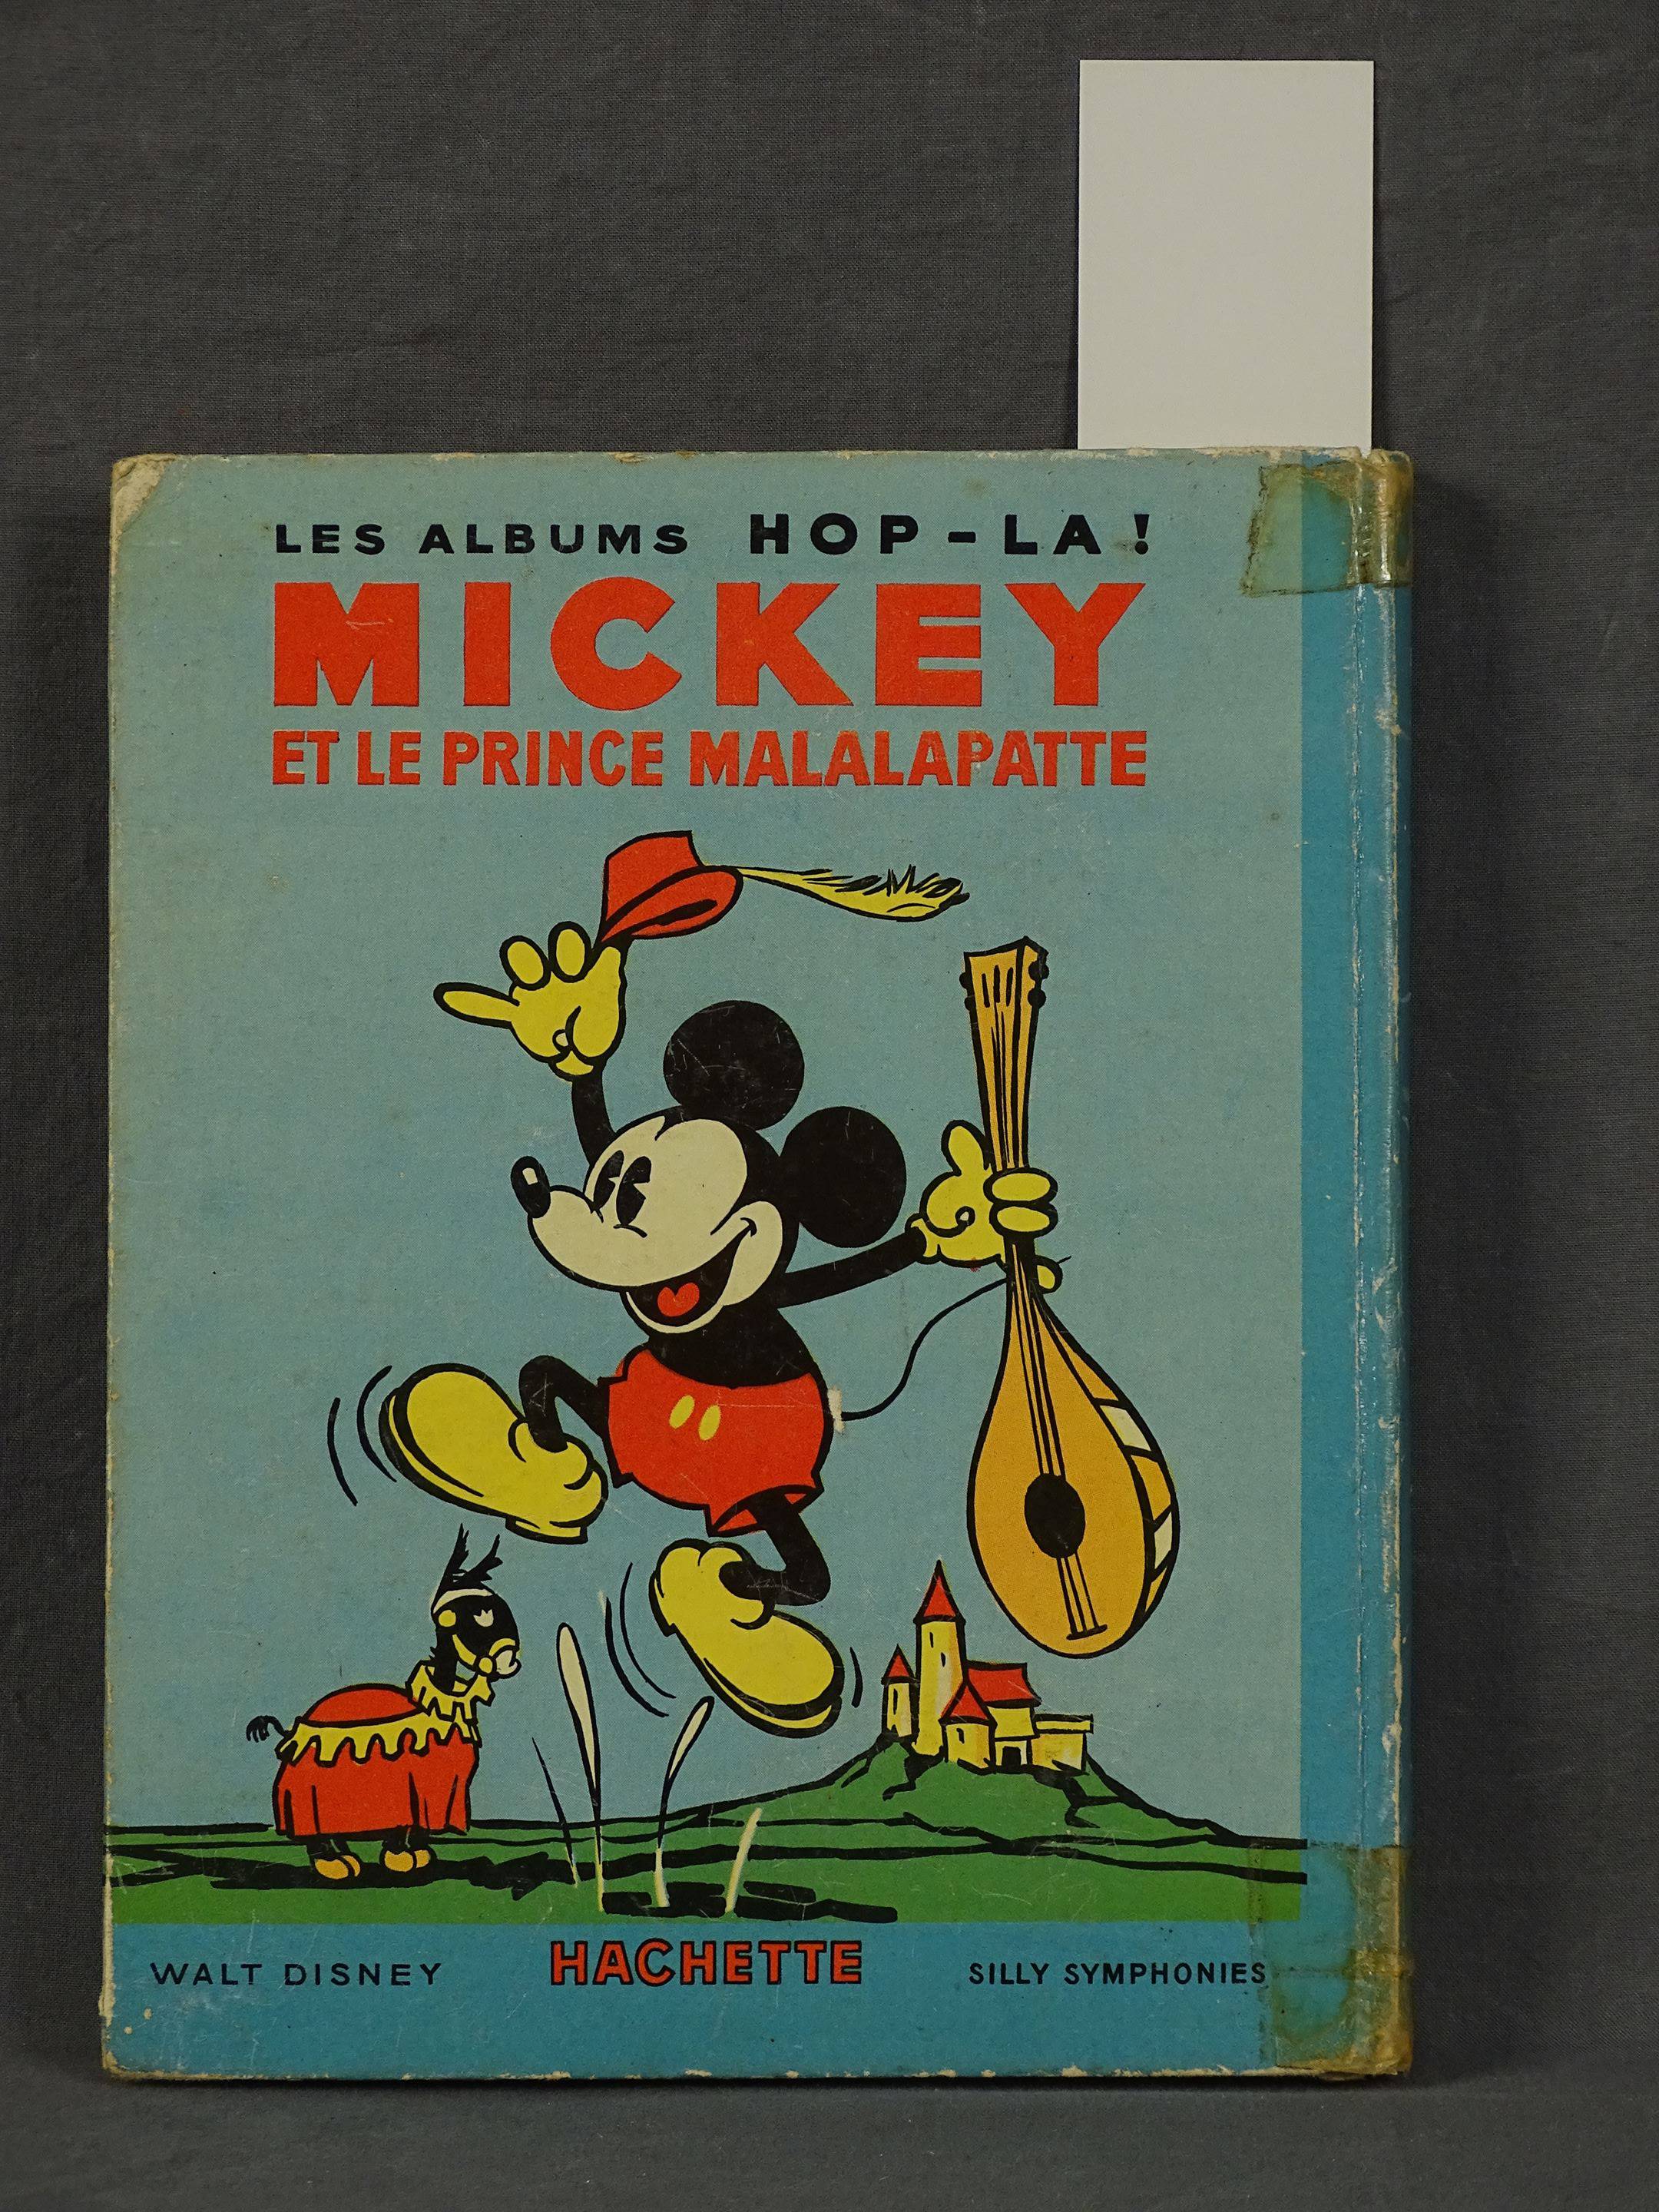 LES ALBUMS HOP-LA!
MICKEY
ET LE PRINCE MALALAPATTE
WALT DISNEY HACHETTE SILLY SYMPHONIES